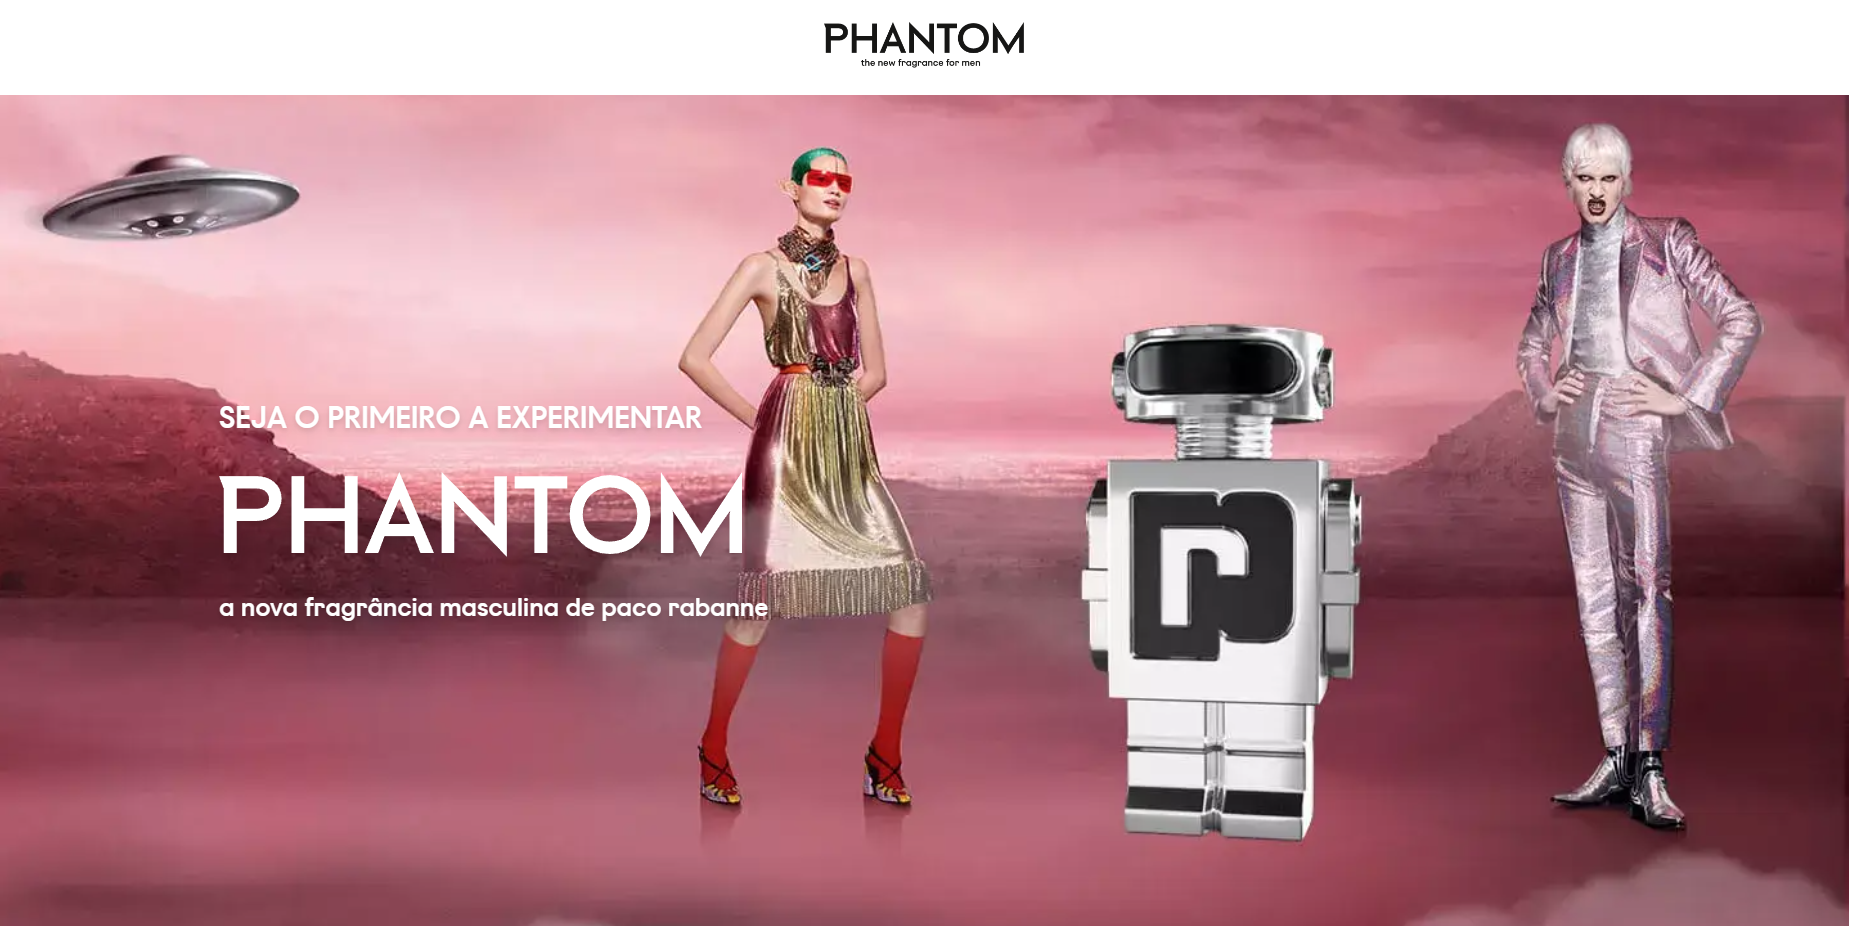 PHANTOM
the new fragrance for men
SEJA O PRIMEIRO A EXPERIMENTAR
PHANTOM
a nova fragrância masculina de paco rabanne